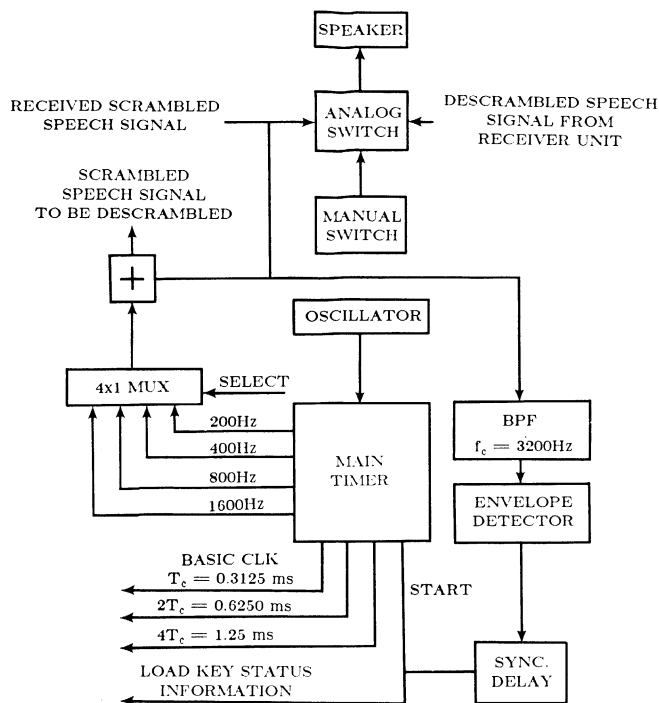 SPEAKER
RECEIVED SCRAMBLED
SPEECH SIGNAL
ANALOG
SWITCH
DESCRAMBLED SPEECH
SIGNAL FROM
RECEIVER UNIT
SCRAMBLED
SPEECH SIGNAL
TO BE DESCRAMBLED
MANUAL
SWITCH
+
OSCILLATOR
4x1 MUX
SELECT
200Hz
400Hz
800Hz
1600Hz
MAIN
TIMER
BPF
f_c = 3200Hz
ENVELOPE
DETECTOR
BASIC CLK
T_c = 0.3125 ms
2T_c = 0.6250 ms
4T_c = 1.25 ms
START
LOAD KEY STATUS
INFORMATION
SYNC.
DELAY